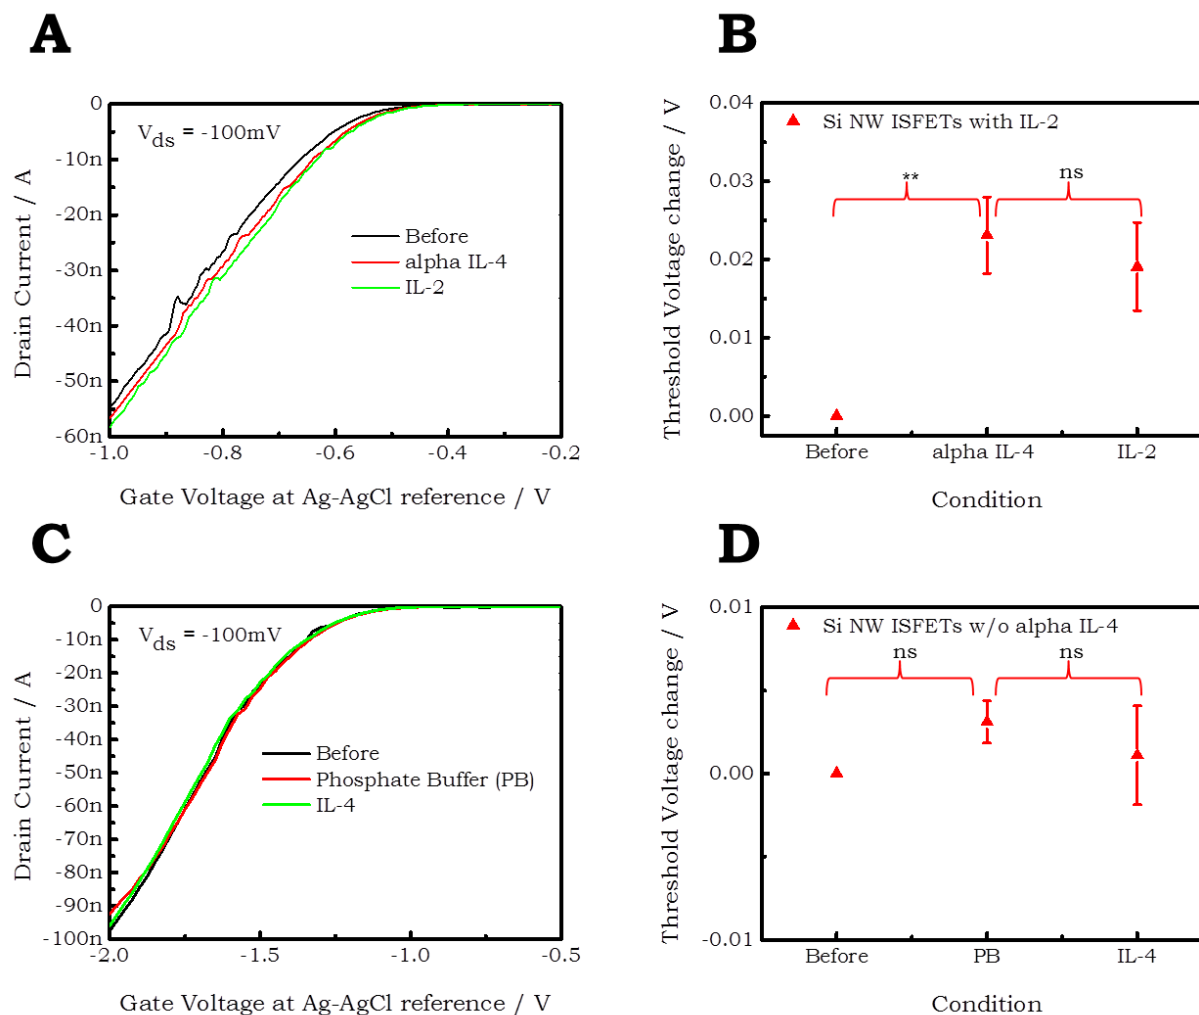 A
V_ds = -100mV
Before
alpha IL-4
IL-2
0
-10n
-20n
-30n
-40n
-50n
-60n
-1.0 -0.8 -0.6 -0.4 -0.2
Drain Current / A
Gate Voltage at Ag-AgCl reference / V
B
Si NW ISFETs with IL-2
** ns
0.04
0.03
0.02
0.01
0.00
Before alpha IL-4 IL-2
Threshold Voltage change / V
Condition
C
V_ds = -100mV
Before
Phosphate Buffer (PB)
IL-4
0
-10n
-20n
-30n
-40n
-50n
-60n
-70n
-80n
-90n
-100n
-2.0 -1.5 -1.0 -0.5
Drain Current / A
Gate Voltage at Ag-AgCl reference / V
D
Si NW ISFETs w/o alpha IL-4
ns ns
0.01
0.00
-0.01
Before PB IL-4
Threshold Voltage change / V
Condition